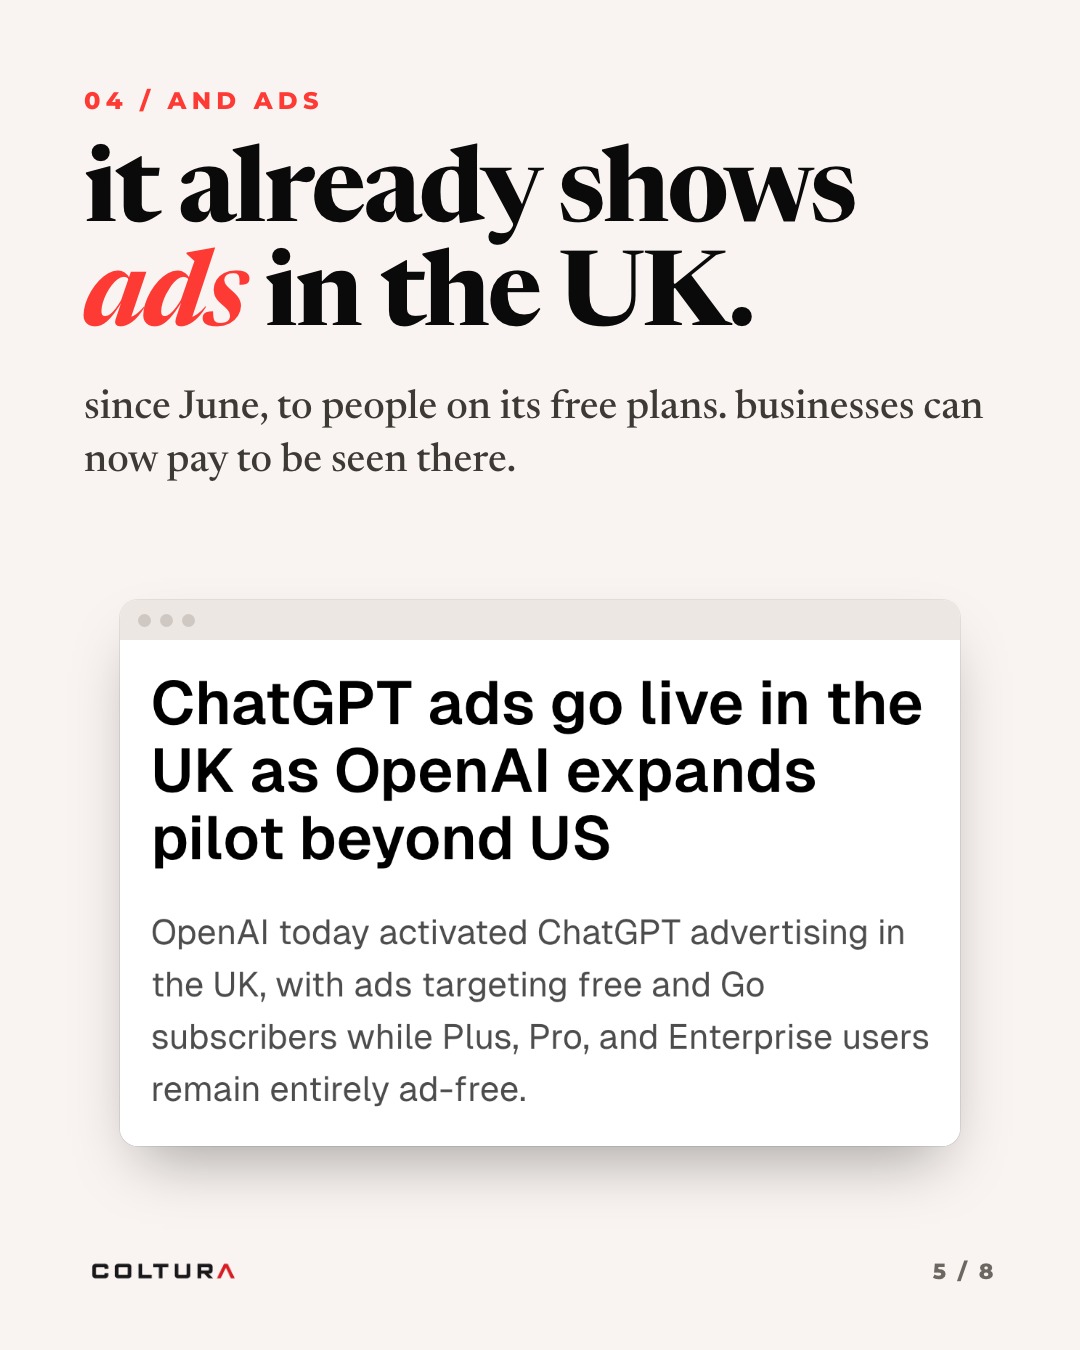 04 / AND ADS
it already shows
ads in the UK.
since June, to people on its free plans. businesses can
now pay to be seen there.
ChatGPT ads go live in the
UK as OpenAI expands
pilot beyond US
OpenAI today activated ChatGPT advertising in
the UK, with ads targeting free and Go
subscribers while Plus, Pro, and Enterprise users
remain entirely ad-free.
COLTURA
5 / 8